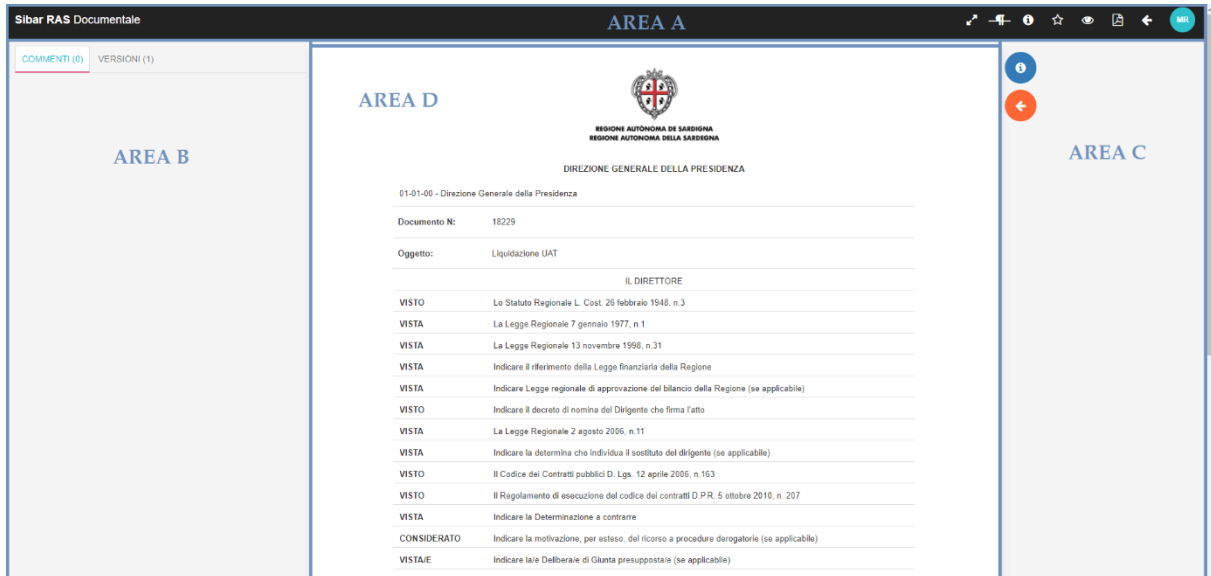 Sibar RAS Documentale
AREA A
MR
COMMENTI (0) VERSIONI (1)
AREA B
AREA D
REGIONE AUTÒNOMA DE SARDIGNA
REGIONE AUTONOMA DELLA SARDEGNA
DIREZIONE GENERALE DELLA PRESIDENZA
01-01-00 - Direzione Generale della Presidenza
Documento N: 18229
Oggetto: Liquidazione UAT
IL DIRETTORE
VISTO Lo Statuto Regionale L. Cost. 26 febbraio 1948, n.3
VISTA La Legge Regionale 7 gennaio 1977, n.1
VISTA La Legge Regionale 13 novembre 1998, n.31
VISTA Indicare il riferimento della Legge finanziaria della Regione
VISTA Indicare Legge regionale di approvazione del bilancio della Regione (se applicabile)
VISTO Indicare il decreto di nomina del Dirigente che firma l'atto
VISTA La Legge Regionale 2 agosto 2006, n.11
VISTA Indicare la determina che individua il sostituto del dirigente (se applicabile)
VISTO Il Codice dei Contratti pubblici D. Lgs. 12 aprile 2006, n.163
VISTO Il Regolamento di esecuzione del codice dei contratti D.P.R. 5 ottobre 2010, n. 207
VISTA Indicare la Determinazione a contrarre
CONSIDERATO Indicare la motivazione, per esteso, del ricorso a procedure derogatorie (se applicabile)
VISTA/E Indicare la/e Delibera/e di Giunta presupposta/e (se applicabile)
AREA C